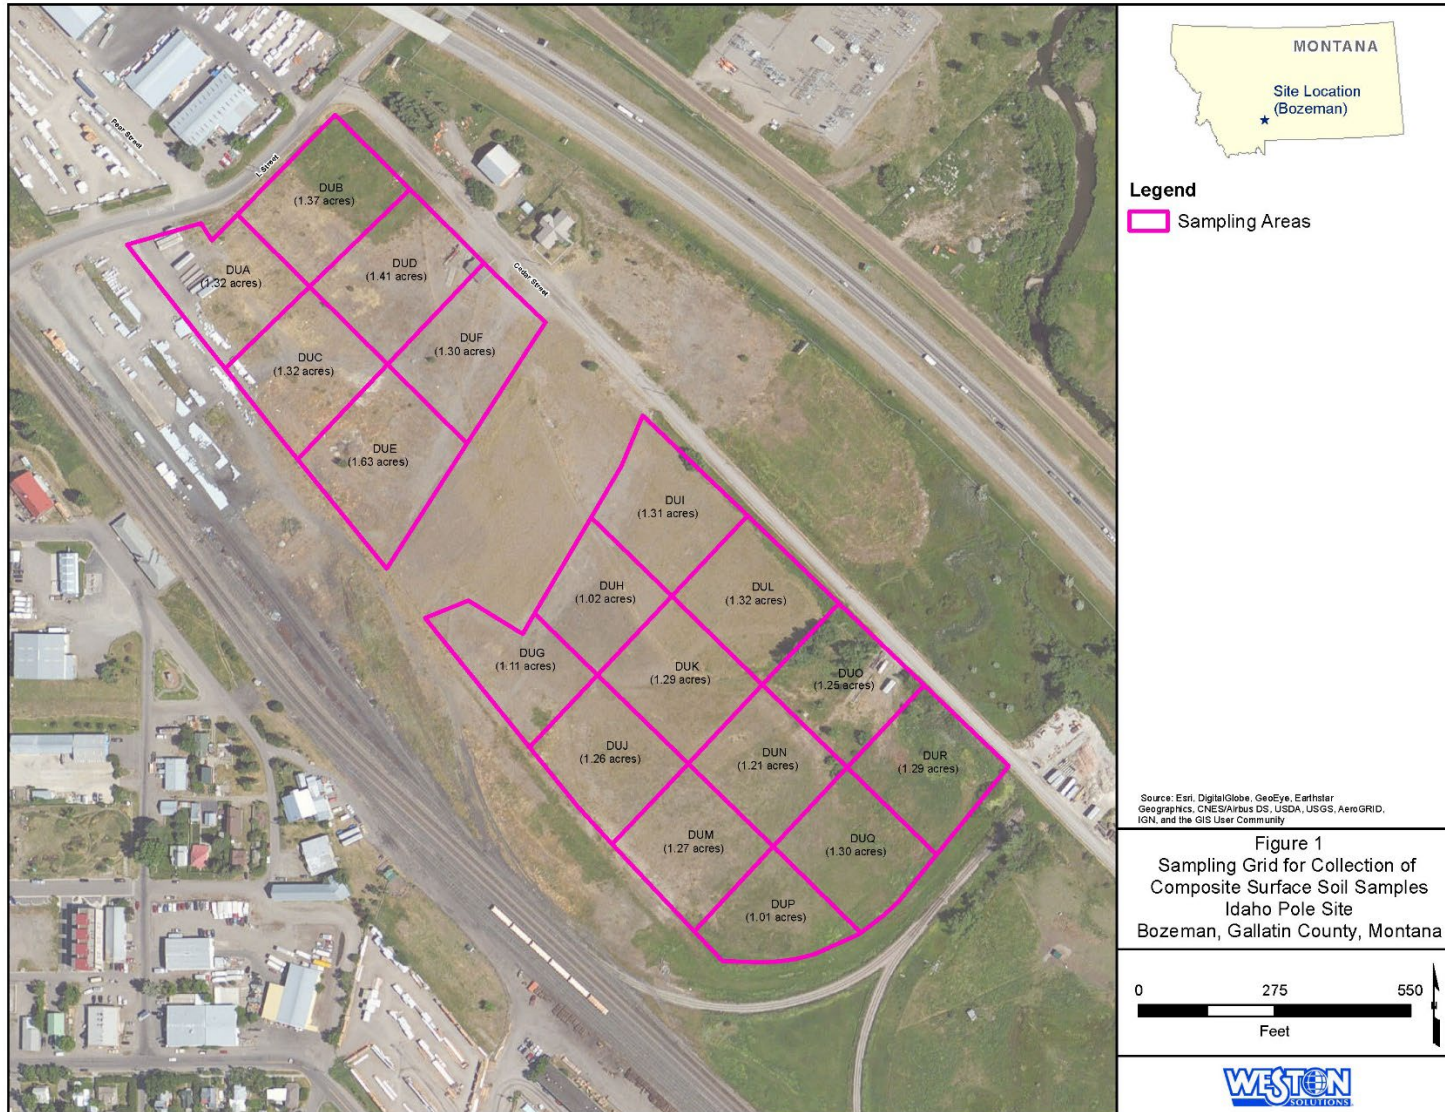 Pear Street
L Street
Cedar Street
DUB
(1.37 acres)
DUA
(1.32 acres)
DUD
(1.41 acres)
DUF
(1.30 acres)
DUC
(1.32 acres)
DUE
(1.63 acres)
DUI
(1.31 acres)
DUH
(1.02 acres)
DUL
(1.32 acres)
DUG
(1.11 acres)
DUK
(1.29 acres)
DUO
(1.25 acres)
DUJ
(1.26 acres)
DUN
(1.21 acres)
DUR
(1.29 acres)
DUM
(1.27 acres)
DUQ
(1.30 acres)
DUP
(1.01 acres)
MONTANA
Site Location
(Bozeman)
Legend
Sampling Areas
Source: Esri, DigitalGlobe, GeoEye, Earthstar
Geographics, CNES/Airbus DS, USDA, USGS, AeroGRID,
IGN, and the GIS User Community
Figure 1
Sampling Grid for Collection of
Composite Surface Soil Samples
Idaho Pole Site
Bozeman, Gallatin County, Montana
0 275 550
Feet
WESTON
SOLUTIONS